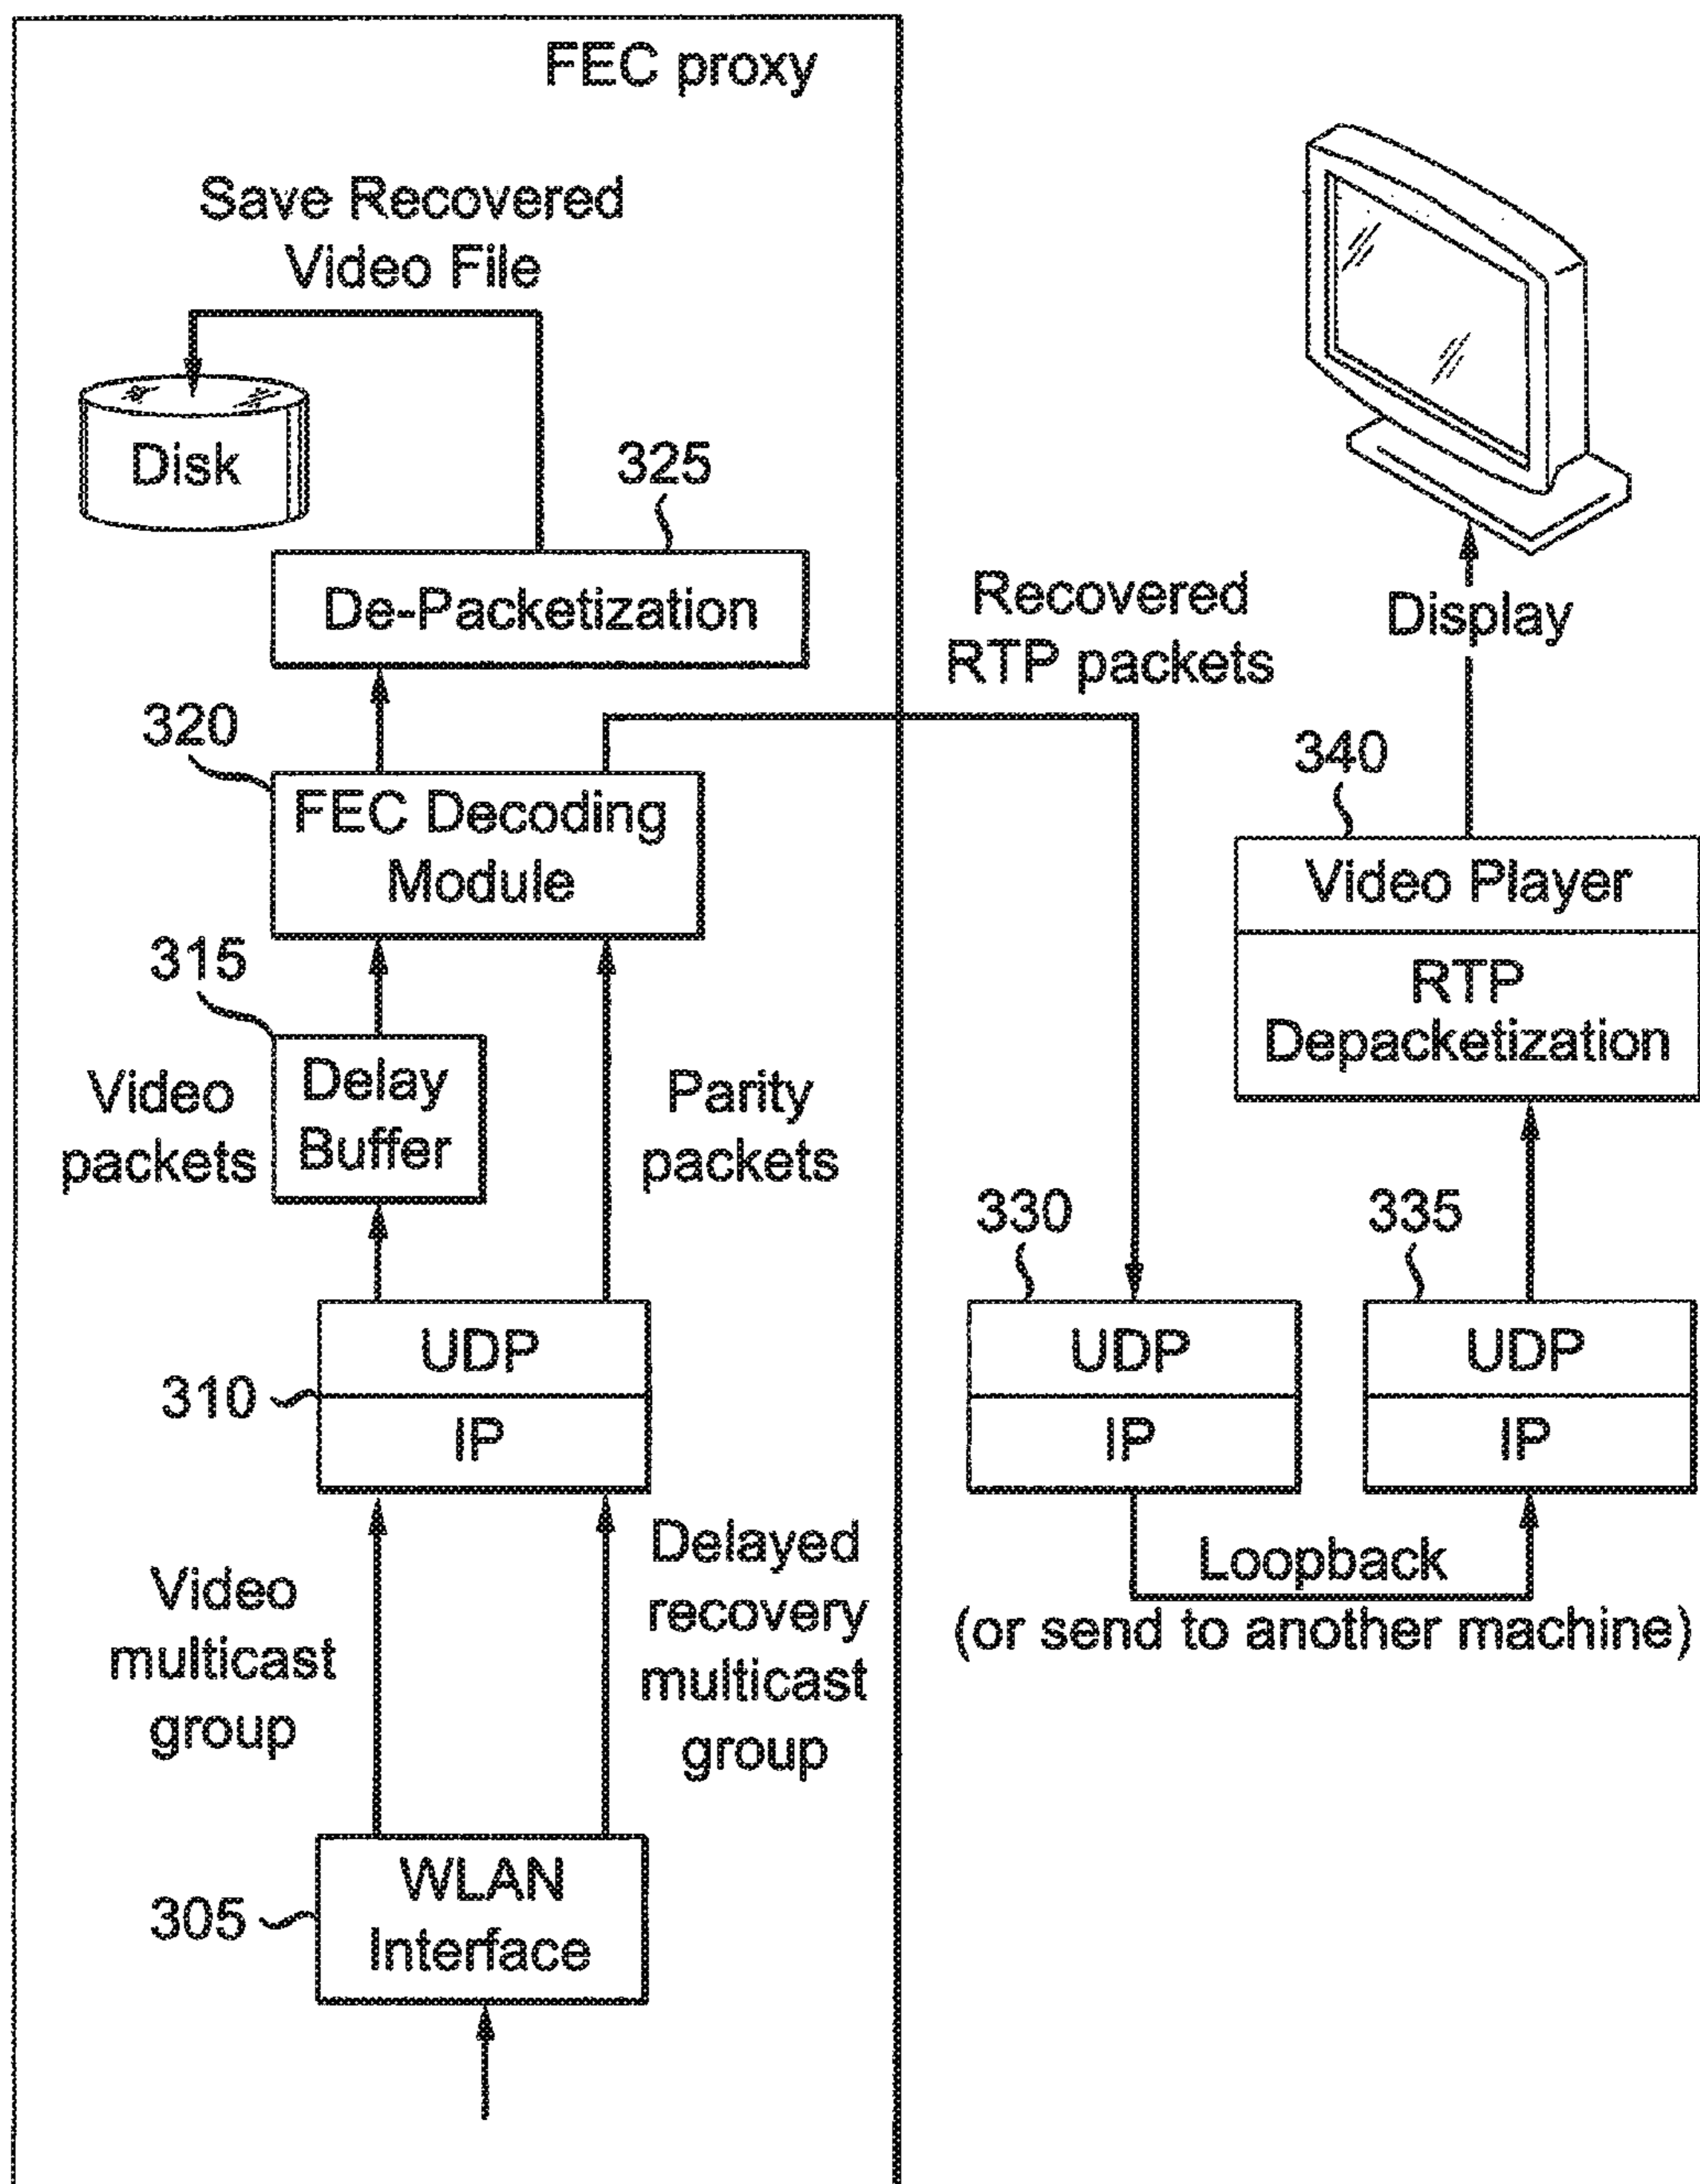 FEC proxy
Save Recovered
Video File
Disk
325
De-Packetization
Recovered
RTP packets
Display
320
FEC Decoding
Module
340
Video Player
RTP
Depacketization
315
Delay
Buffer
Video
packets
Parity
packets
330
335
UDP
IP
310
UDP
IP
UDP
IP
Loopback
(or send to another machine)
Video
multicast
group
Delayed
recovery
multicast
group
305
WLAN
Interface